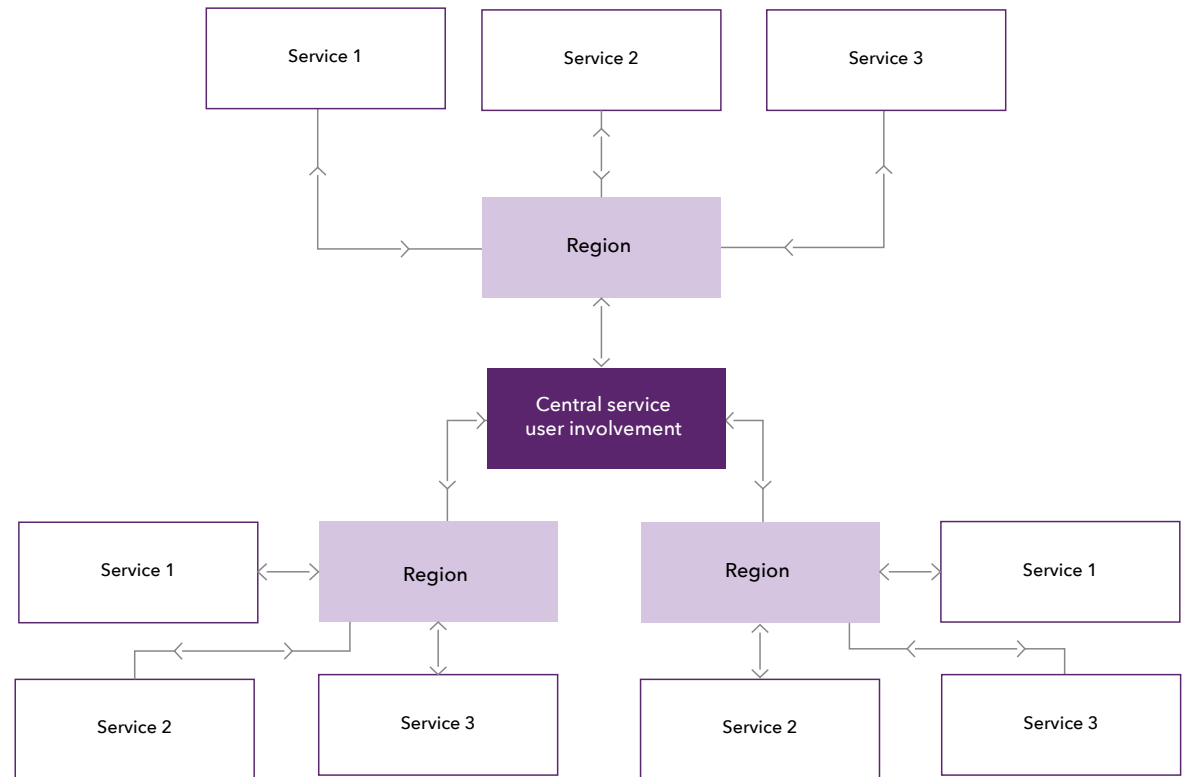 Service 1
Service 2
Service 3
Region
Central service
user involvement
Service 1
Region
Region
Service 1
Service 2
Service 3
Service 2
Service 3